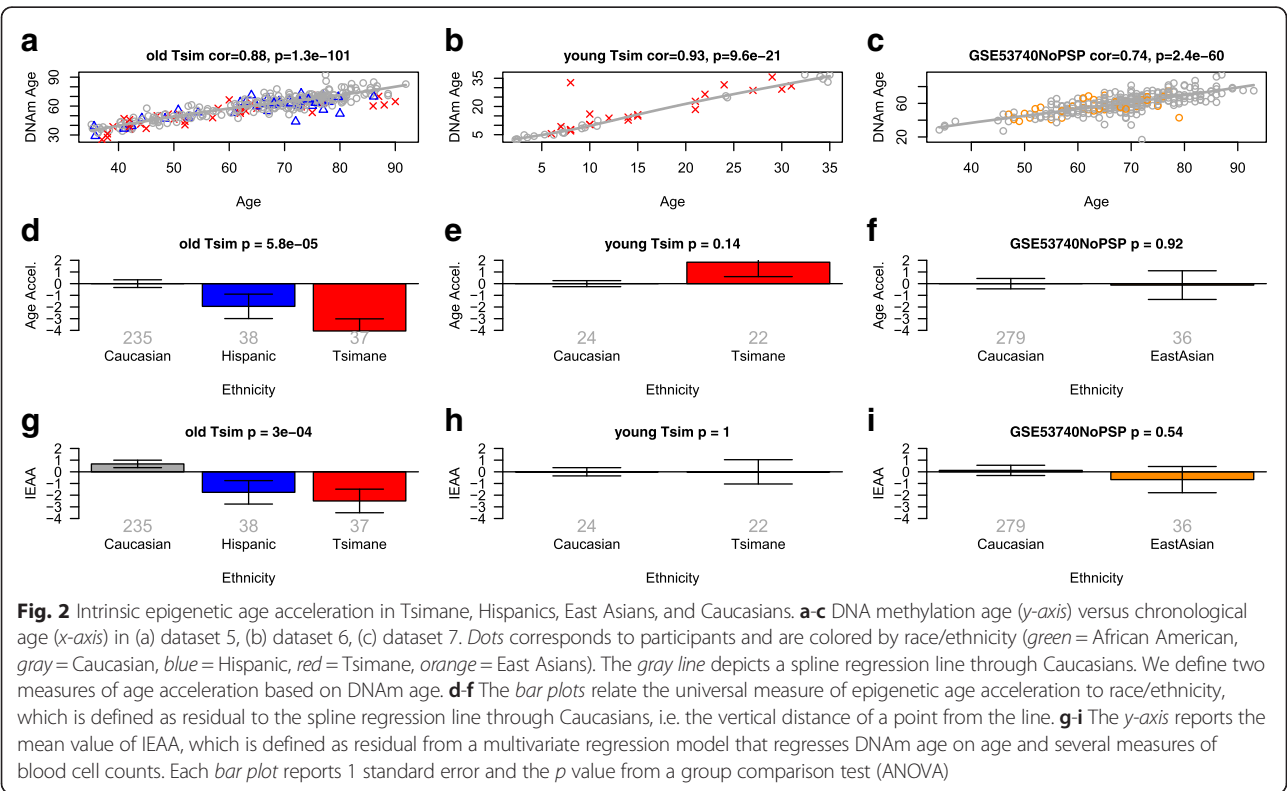 a
old Tsim cor=0.88, p=1.3e−101
DNAm Age
30 60 90
40 50 60 70 80 90
Age
b
young Tsim cor=0.93, p=9.6e−21
DNAm Age
5 20 35
5 10 15 20 25 30 35
Age
c
GSE53740NoPSP cor=0.74, p=2.4e−60
DNAm Age
20 60
40 50 60 70 80 90
Age
d
old Tsim p = 5.8e−05
Age Accel.
2
1
0
−1
−2
−3
−4
235 38 37
Caucasian Hispanic Tsimane
Ethnicity
e
young Tsim p = 0.14
Age Accel.
2
1
0
−1
−2
−3
−4
24 22
Caucasian Tsimane
Ethnicity
f
GSE53740NoPSP p = 0.92
Age Accel.
2
1
0
−1
−2
−3
−4
279 36
Caucasian EastAsian
Ethnicity
g
old Tsim p = 3e−04
IEAA
2
1
0
−1
−2
−3
−4
235 38 37
Caucasian Hispanic Tsimane
Ethnicity
h
young Tsim p = 1
IEAA
2
1
0
−1
−2
−3
−4
24 22
Caucasian Tsimane
Ethnicity
i
GSE53740NoPSP p = 0.54
IEAA
2
1
0
−1
−2
−3
−4
279 36
Caucasian EastAsian
Ethnicity
Fig. 2 Intrinsic epigenetic age acceleration in Tsimane, Hispanics, East Asians, and Caucasians. a-c DNA methylation age (y-axis) versus chronological
age (x-axis) in (a) dataset 5, (b) dataset 6, (c) dataset 7. Dots corresponds to participants and are colored by race/ethnicity (green = African American,
gray = Caucasian, blue = Hispanic, red = Tsimane, orange = East Asians). The gray line depicts a spline regression line through Caucasians. We define two
measures of age acceleration based on DNAm age. d-f The bar plots relate the universal measure of epigenetic age acceleration to race/ethnicity,
which is defined as residual to the spline regression line through Caucasians, i.e. the vertical distance of a point from the line. g-i The y-axis reports the
mean value of IEAA, which is defined as residual from a multivariate regression model that regresses DNAm age on age and several measures of
blood cell counts. Each bar plot reports 1 standard error and the p value from a group comparison test (ANOVA)